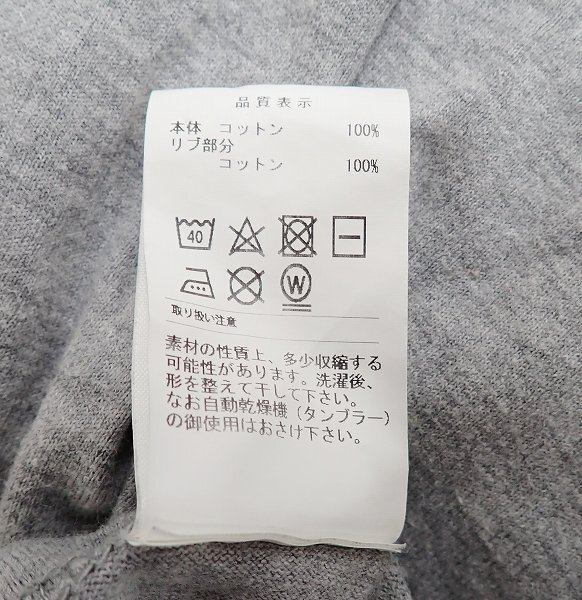 品質表示
本体 コットン 100%
リブ部分
コットン 100%
40
W
取り扱い注意
素材の性質上、多少収縮する
可能性があります。洗濯後、
形を整えて干して下さい。
なお自動乾燥機(タンブラー)
の御使用はおさけ下さい。